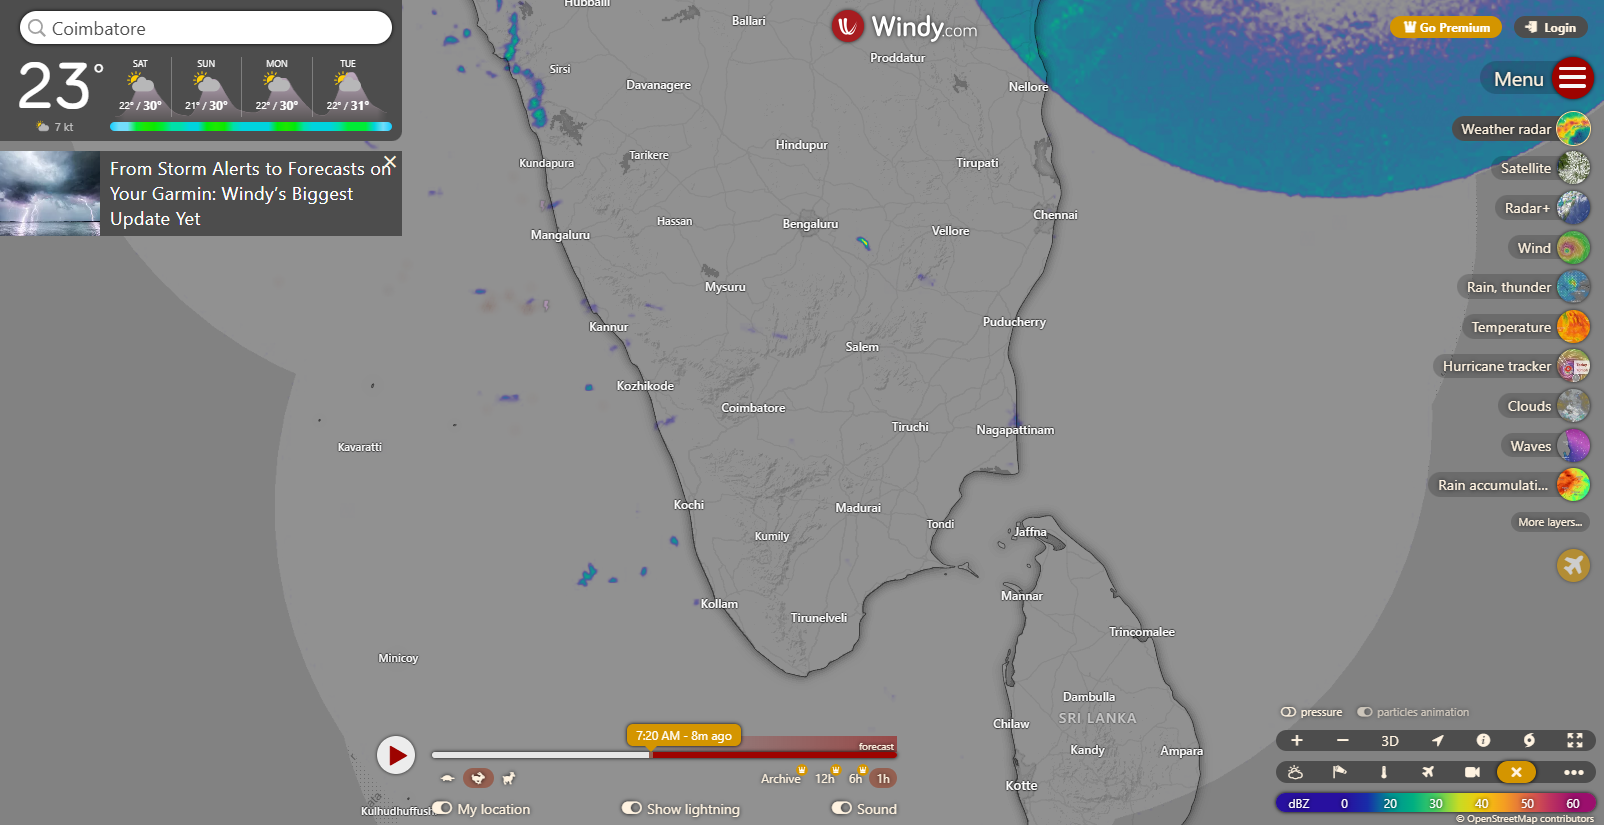 Coimbatore
23°
7 kt
SAT
22° / 30°
SUN
21° / 30°
MON
22° / 30°
TUE
22° / 31°
From Storm Alerts to Forecasts on
Your Garmin: Windy's Biggest
Update Yet
Windy.com
Go Premium
Login
Menu
Weather radar
Satellite
Radar+
Wind
Rain, thunder
Temperature
Hurricane tracker
Clouds
Waves
Rain accumulati...
More layers...
Hubballi
Ballari
Proddatur
Sirsi
Davanagere
Nellore
Hindupur
Kundapura
Tarikere
Tirupati
Hassan
Bengaluru
Chennai
Mangaluru
Vellore
Mysuru
Kannur
Puducherry
Salem
Kozhikode
Coimbatore
Tiruchi
Nagapattinam
Kavaratti
Kochi
Madurai
Tondi
Jaffna
Kumily
Mannar
Kollam
Tirunelveli
Trincomalee
Minicoy
Dambulla
SRI LANKA
Chilaw
Kandy
Ampara
Kotte
Kulhudhuffush
7:20 AM - 8m ago
forecast
Archive
12h
6h
1h
My location
Show lightning
Sound
pressure
particles animation
3D
dBZ
0
20
30
40
50
60
© OpenStreetMap contributors